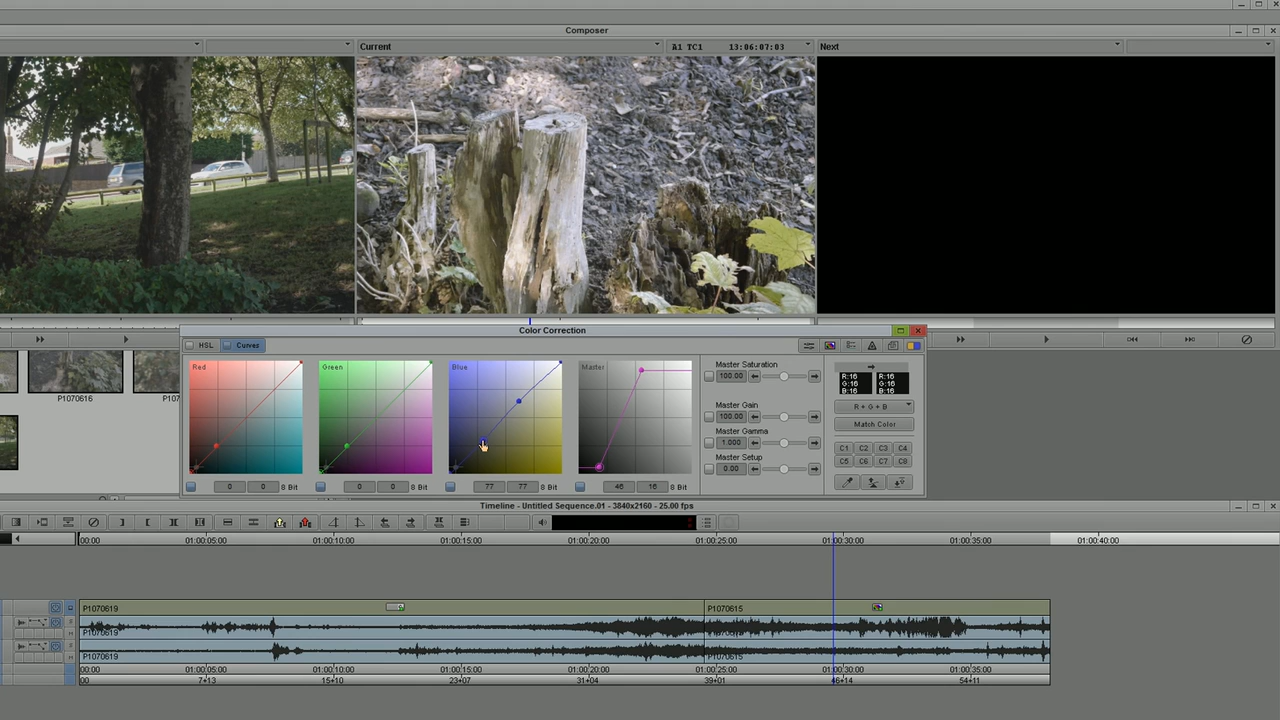 Composer
Current
A1 TC1 13:06:07:03
Next
P1070616
P107
Color Correction
HSL
Curves
Red
Green
Blue
Master
Master Saturation
100.00
Master Gain
100.00
Master Gamma
1.000
Master Setup
0.00
R:16 R:16
G:16 G:16
B:16 B:16
R + G + B
Match Color
C1 C2 C3 C4
C5 C6 C7 C8
0 0 8 Bit
0 0 8 Bit
77 77 8 Bit
46 16 8 Bit
Timeline - Untitled Sequence.01 - 3840x2160 - 25.00 fps
00:00 01:00:05:00 01:00:10:00 01:00:15:00 01:00:20:00 01:00:25:00 01:00:30:00 01:00:35:00 01:00:40:00
P1070619 P1070615
P1070619 P1070615
P1070619 P1070615
00:00 01:00:05:00 01:00:10:00 01:00:15:00 01:00:20:00 01:00:25:00 01:00:30:00 01:00:35:00
00 7+13 15+10 23+07 31+04 39+01 46+14 54+11